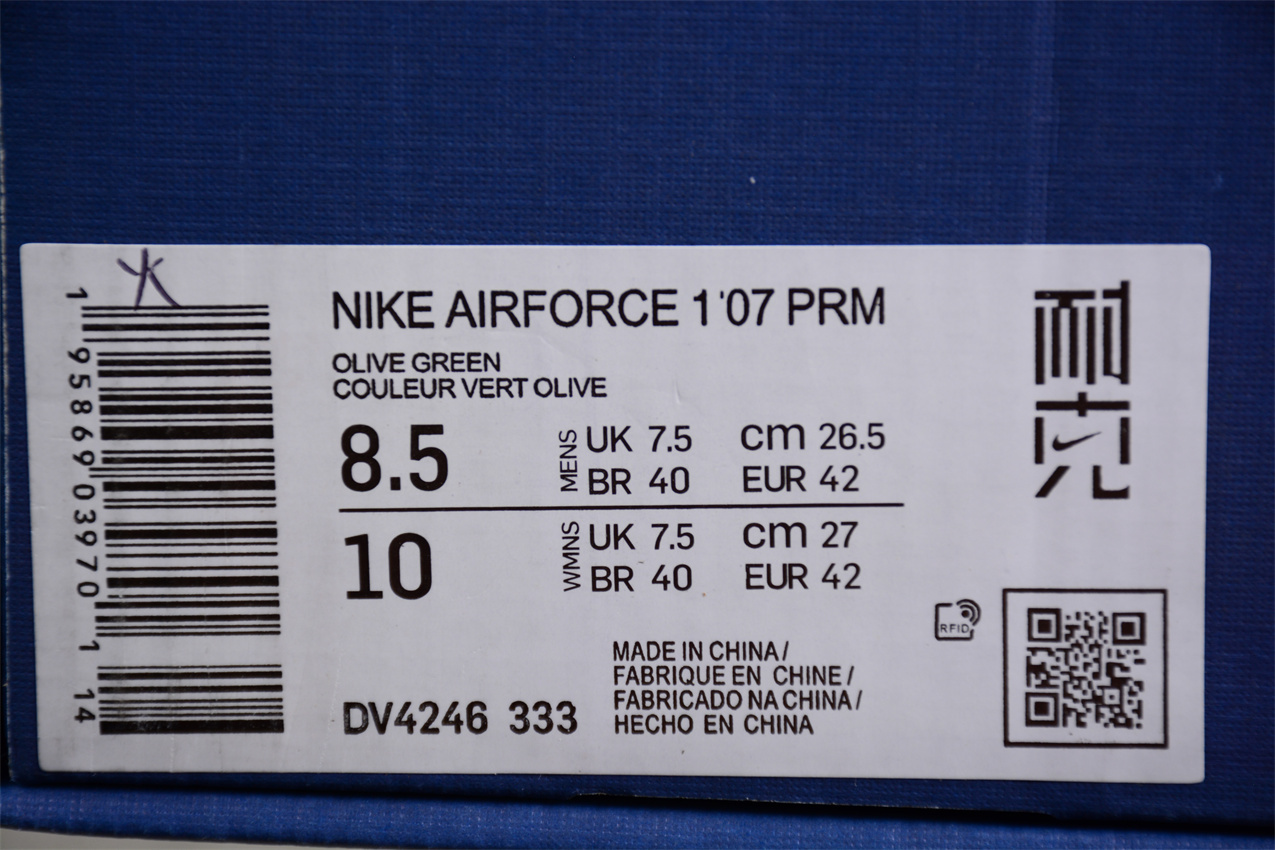 NIKE AIRFORCE 1'07 PRM
OLIVE GREEN
COULEUR VERT OLIVE
8.5
MENS
UK 7.5 cm 26.5
BR 40 EUR 42
10
WMNS
UK 7.5 cm 27
BR 40 EUR 42
DV4246 333
MADE IN CHINA/
FABRIQUE EN CHINE/
FABRICADO NA CHINA/
HECHO EN CHINA
RFID
1 95869 03970 1 14